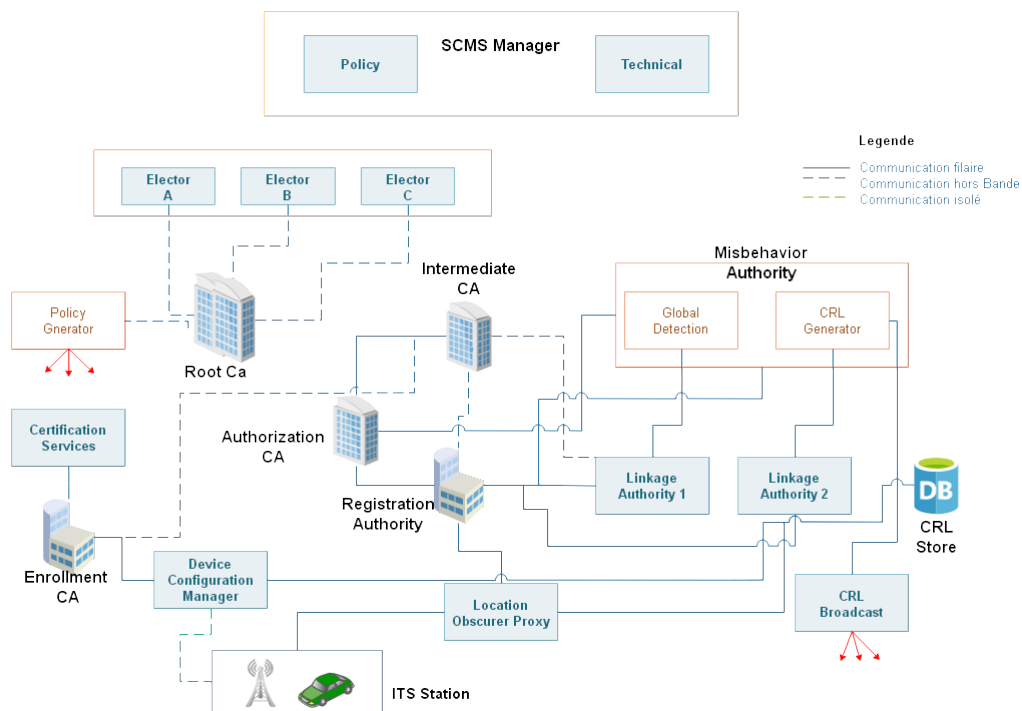 SCMS Manager
Policy
Technical
Legende
Communication filaire
Communication hors Bande
Communication isolé
Elector
A
Elector
B
Elector
C
Misbehavior
Authority
Intermediate
CA
Policy
Gnerator
Global
Detection
CRL
Generator
Root Ca
Certification
Services
Authorization
CA
Linkage
Authority 1
Linkage
Authority 2
DB
Registration
Authority
CRL
Store
Enrollment
CA
Device
Configuration
Manager
Location
Obscurer Proxy
CRL
Broadcast
ITS Station